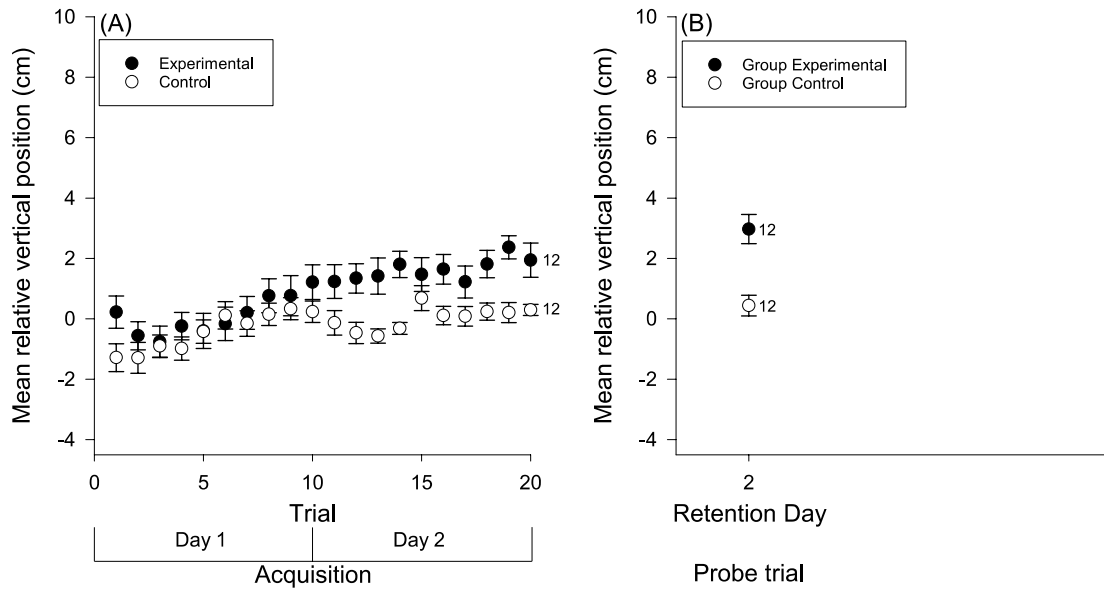 (A)
Experimental
Control
Mean relative vertical position (cm)
10
8
6
4
2
0
-2
-4
12
12
0
5
10
15
20
Trial
Day 1
Day 2
Acquisition
(B)
Group Experimental
Group Control
Mean relative vertical position (cm)
10
8
6
4
2
0
-2
-4
12
12
2
Retention Day
Probe trial